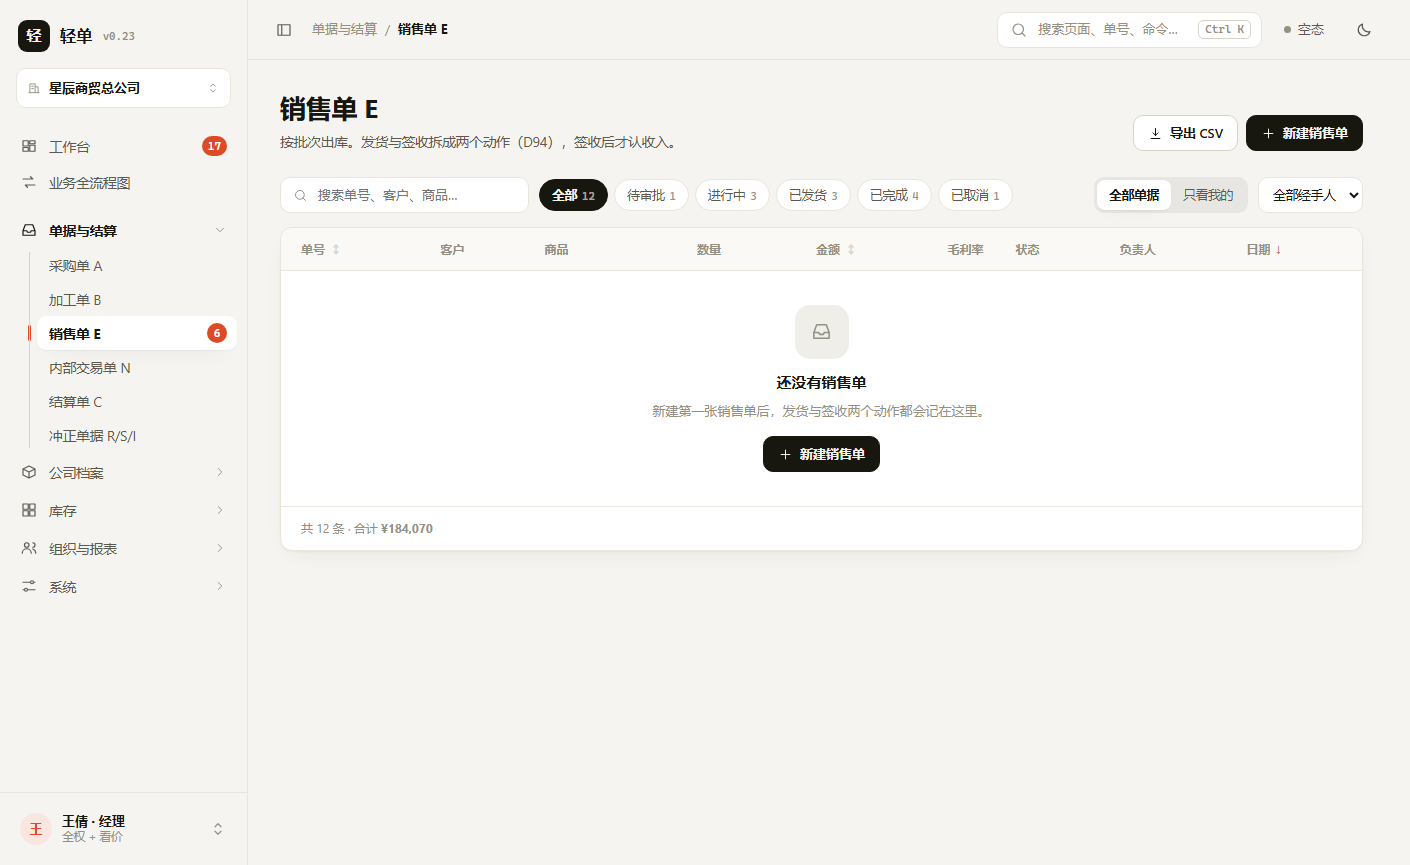 轻 轻单 v0.23
星辰商贸总公司
工作台 17
业务全流程图
单据与结算
采购单 A
加工单 B
销售单 E 6
内部交易单 N
结算单 C
冲正单据 R/S/I
公司档案
库存
组织与报表
系统
王 王倩 · 经理
全权 + 看价
单据与结算 / 销售单 E
搜索页面、单号、命令... Ctrl K 空态
销售单 E
按批次出库。发货与签收拆成两个动作（D94），签收后才认收入。
导出 CSV 新建销售单
搜索单号、客户、商品... 全部 12 待审批 1 进行中 3 已发货 3 已完成 4 已取消 1 全部单据 只看我的 全部经手人
单号 客户 商品 数量 金额 毛利率 状态 负责人 日期 ↓
还没有销售单
新建第一张销售单后，发货与签收两个动作都会记在这里。
新建销售单
共 12 条 · 合计 ¥184,070